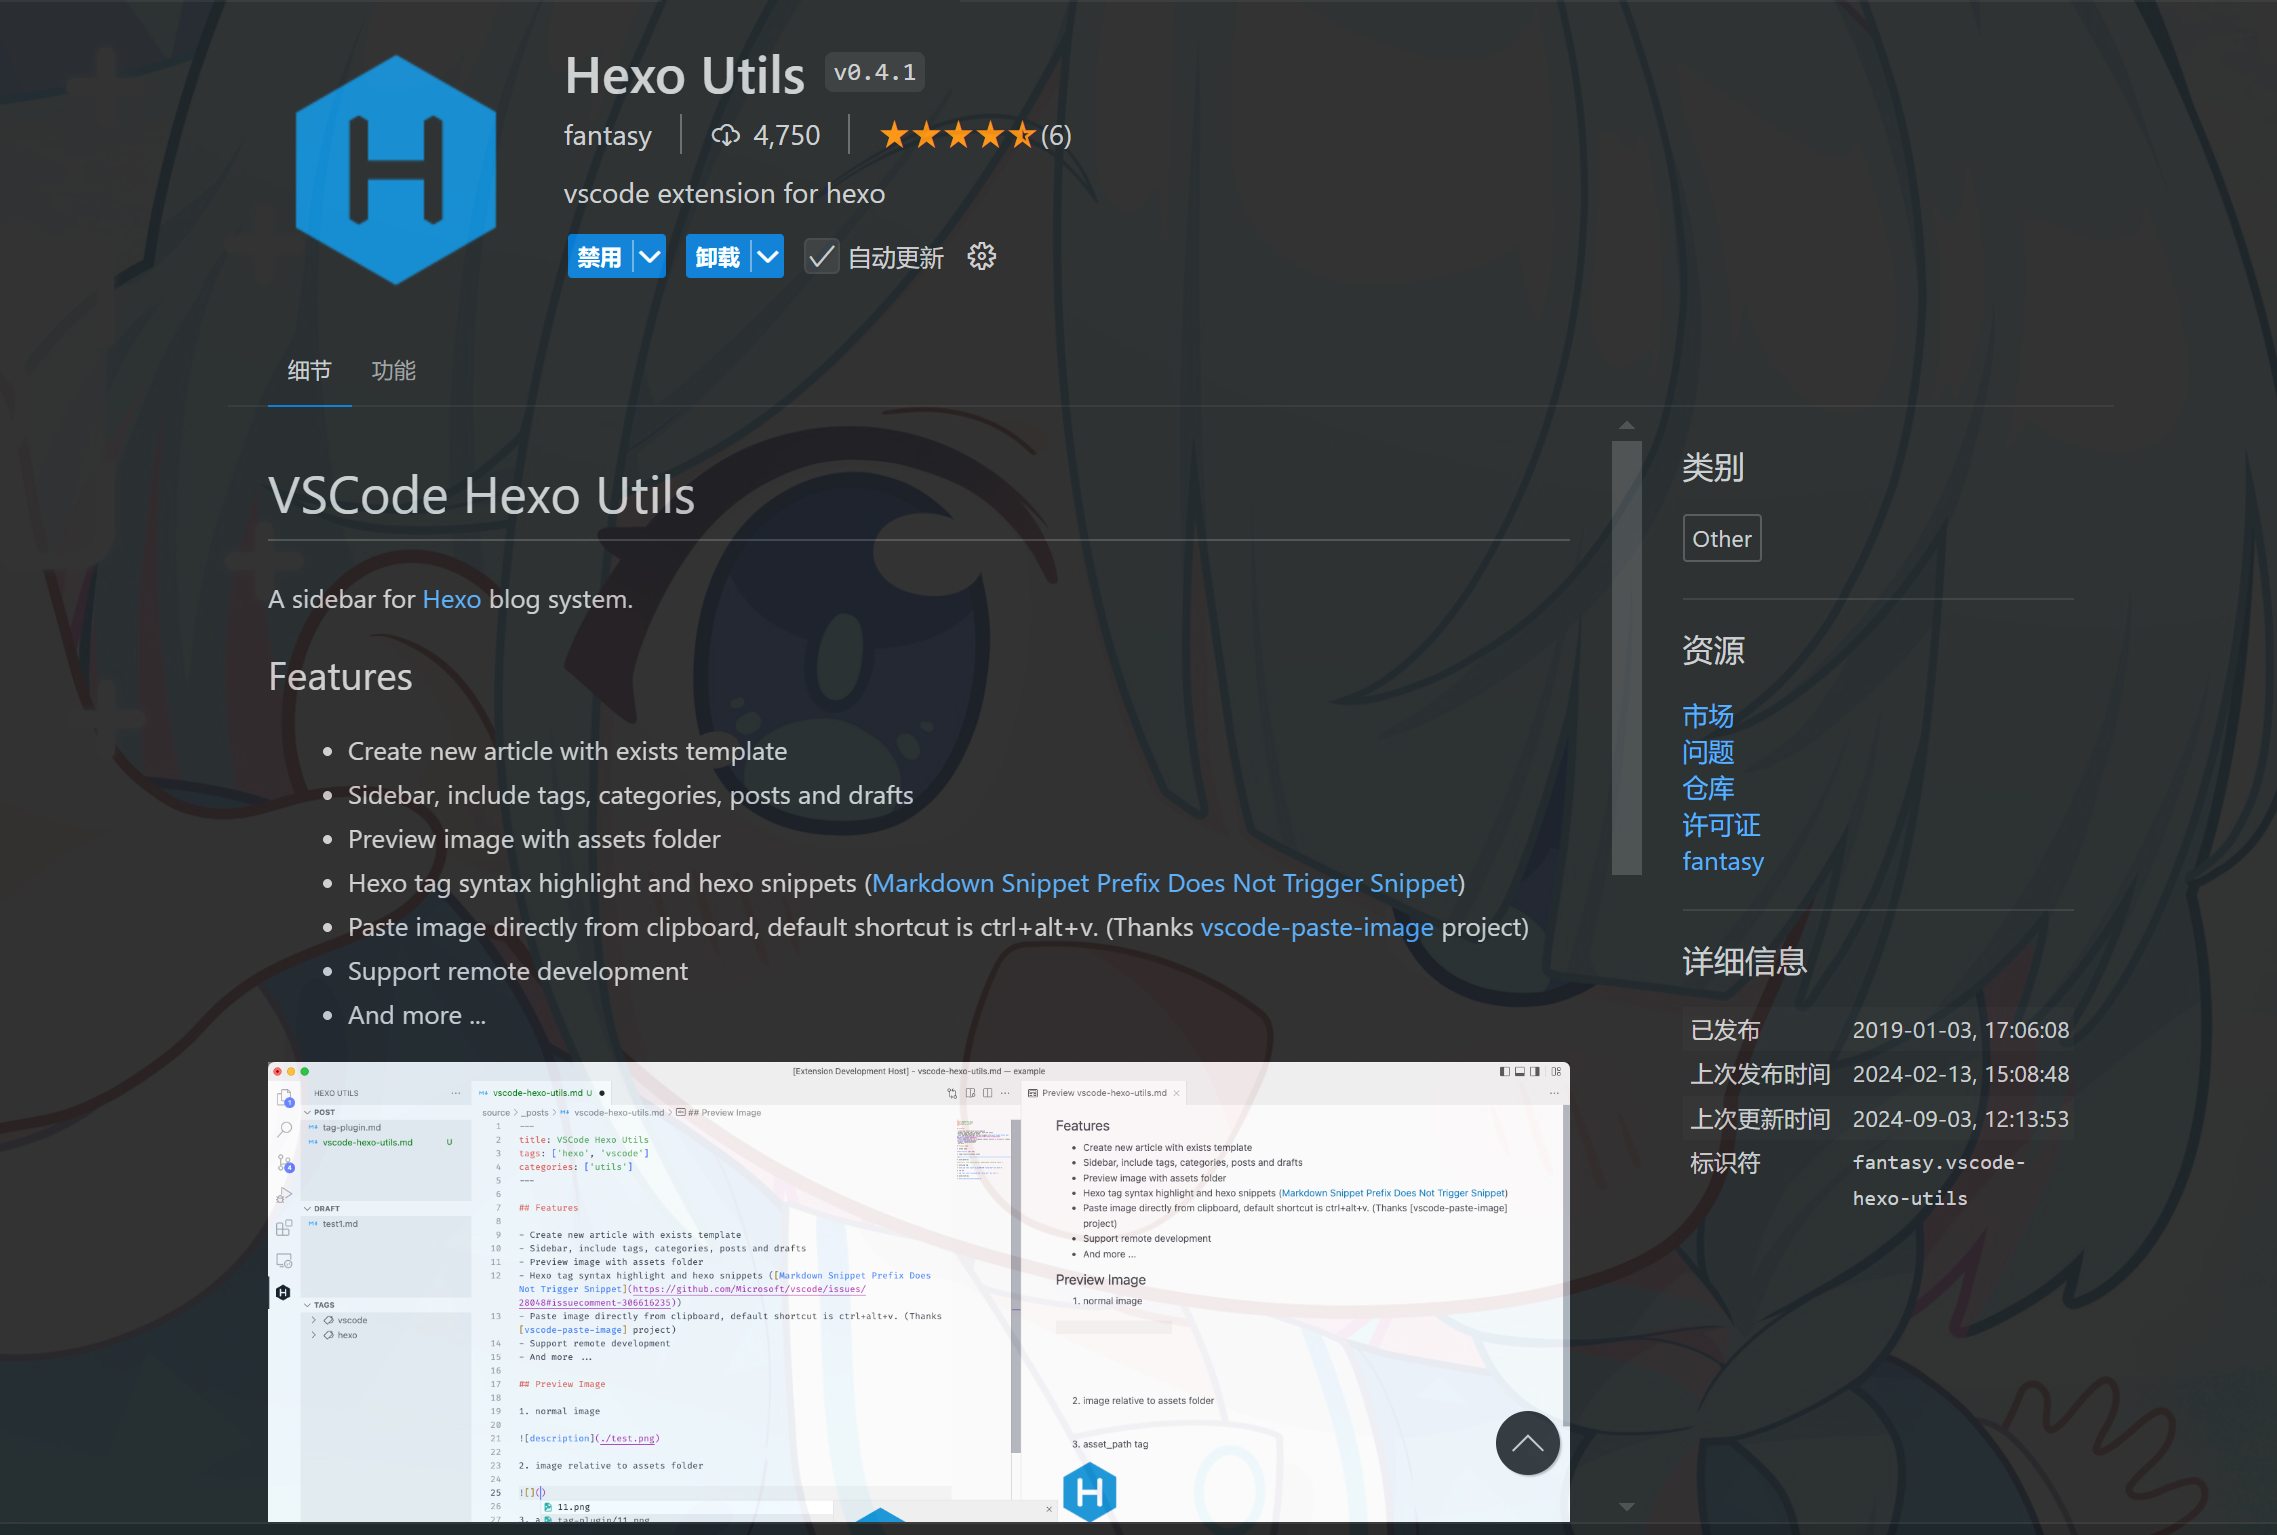 Hexo Utils v0.4.1
fantasy 4,750 (6)
vscode extension for hexo
禁用 卸载 自动更新
细节 功能
VSCode Hexo Utils
A sidebar for Hexo blog system.
Features
Create new article with exists template
Sidebar, include tags, categories, posts and drafts
Preview image with assets folder
Hexo tag syntax highlight and hexo snippets (Markdown Snippet Prefix Does Not Trigger Snippet)
Paste image directly from clipboard, default shortcut is ctrl+alt+v. (Thanks vscode-paste-image project)
Support remote development
And more ...
[Extension Development Host] - vscode-hexo-utils.md — example
HEXO UTILS
POST
tag-plugin.md
vscode-hexo-utils.md U
DRAFT
test1.md
TAGS
vscode
hexo
vscode-hexo-utils.md U
source > _posts > vscode-hexo-utils.md > ## Preview Image
1 ---
2 title: VSCode Hexo Utils
3 tags: ['hexo', 'vscode']
4 categories: ['utils']
5 ---
6
7 ## Features
8
9 - Create new article with exists template
10 - Sidebar, include tags, categories, posts and drafts
11 - Preview image with assets folder
12 - Hexo tag syntax highlight and hexo snippets ([Markdown Snippet Prefix Does
Not Trigger Snippet](https://github.com/Microsoft/vscode/issues/
28048#issuecomment-306616235))
13 - Paste image directly from clipboard, default shortcut is ctrl+alt+v. (Thanks
[vscode-paste-image] project)
14 - Support remote development
15 - And more ...
16
17 ## Preview Image
18
19 1. normal image
20
21 ![description](./test.png)
22
23 2. image relative to assets folder
24
25 ![]()
26 11.png
27 3. a tag-plugin/11.png
Preview vscode-hexo-utils.md
Features
Create new article with exists template
Sidebar, include tags, categories, posts and drafts
Preview image with assets folder
Hexo tag syntax highlight and hexo snippets (Markdown Snippet Prefix Does Not Trigger Snippet)
Paste image directly from clipboard, default shortcut is ctrl+alt+v. (Thanks [vscode-paste-image]
project)
Support remote development
And more ...
Preview Image
1. normal image
2. image relative to assets folder
3. asset_path tag
类别
Other
资源
市场
问题
仓库
许可证
fantasy
详细信息
已发布 2019-01-03, 17:06:08
上次发布时间 2024-02-13, 15:08:48
上次更新时间 2024-09-03, 12:13:53
标识符 fantasy.vscode-
hexo-utils